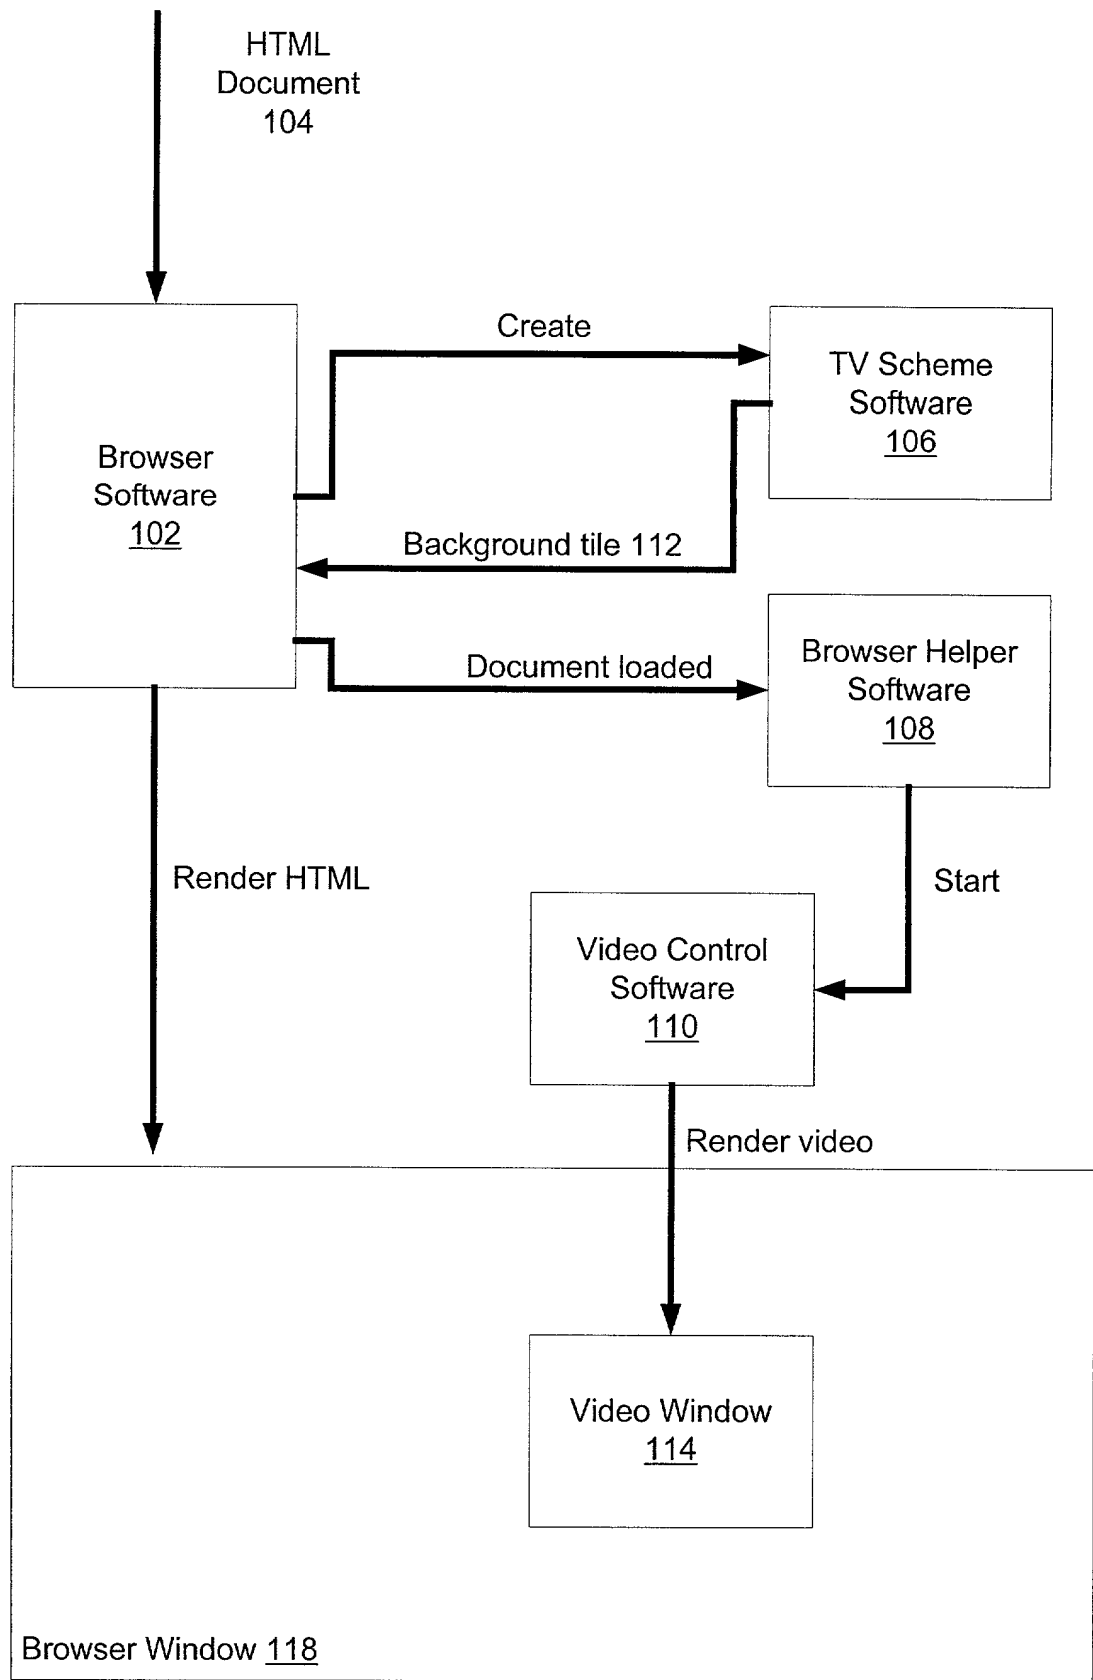 HTML
Document
104
Create
TV Scheme
Software
106
Browser
Software
102
Background tile 112
Document loaded
Browser Helper
Software
108
Render HTML
Start
Video Control
Software
110
Render video
Video Window
114
Browser Window 118